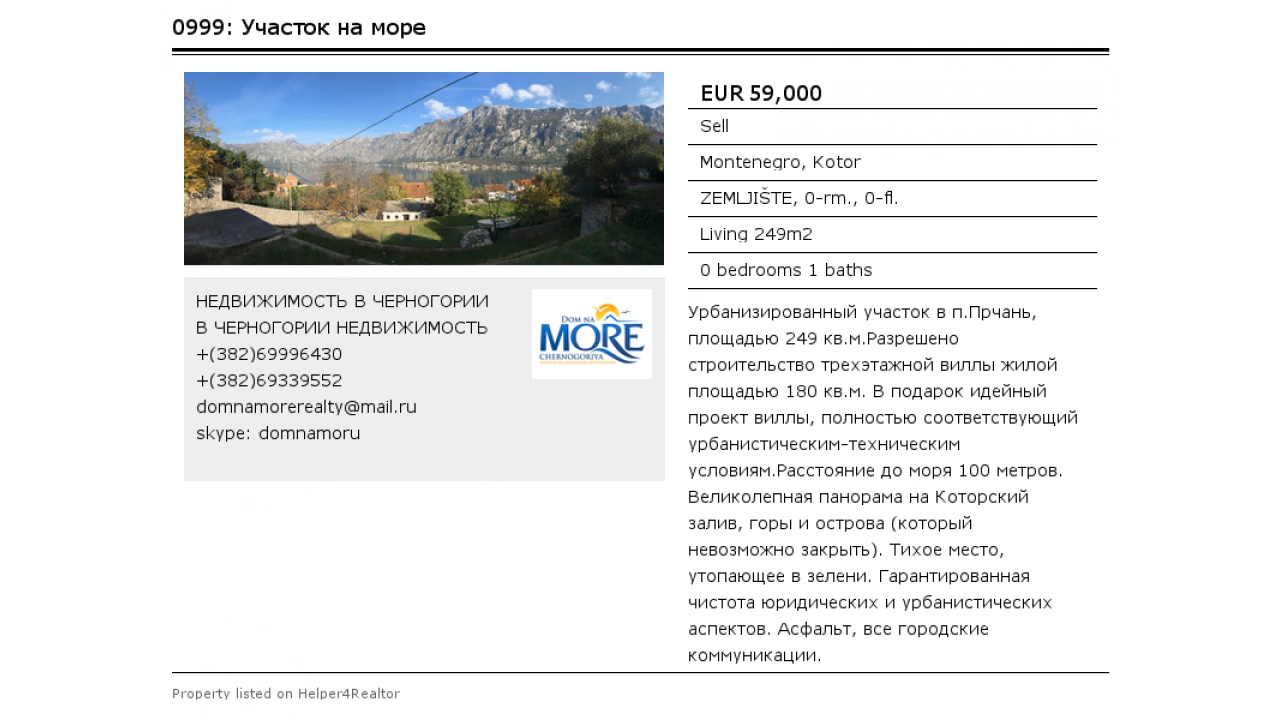 0999: Участок на море
EUR 59,000
Sell
Montenegro, Kotor
ZEMLJIŠTE, 0-rm., 0-fl.
Living 249m2
0 bedrooms 1 baths
НЕДВИЖИМОСТЬ В ЧЕРНОГОРИИ
В ЧЕРНОГОРИИ НЕДВИЖИМОСТЬ
+(382)69996430
+(382)69339552
domnamorerealty@mail.ru
skype: domnamoru
DOM NA
MORE
CHERNOGORIYA
Урбанизированный участок в п.Прчань,
площадью 249 кв.м.Разрешено
строительство трехэтажной виллы жилой
площадью 180 кв.м. В подарок идейный
проект виллы, полностью соответствующий
урбанистическим-техническим
условиям.Расстояние до моря 100 метров.
Великолепная панорама на Которский
залив, горы и острова (который
невозможно закрыть). Тихое место,
утопающее в зелени. Гарантированная
чистота юридических и урбанистических
аспектов. Асфальт, все городские
коммуникации.
Property listed on Helper4Realtor